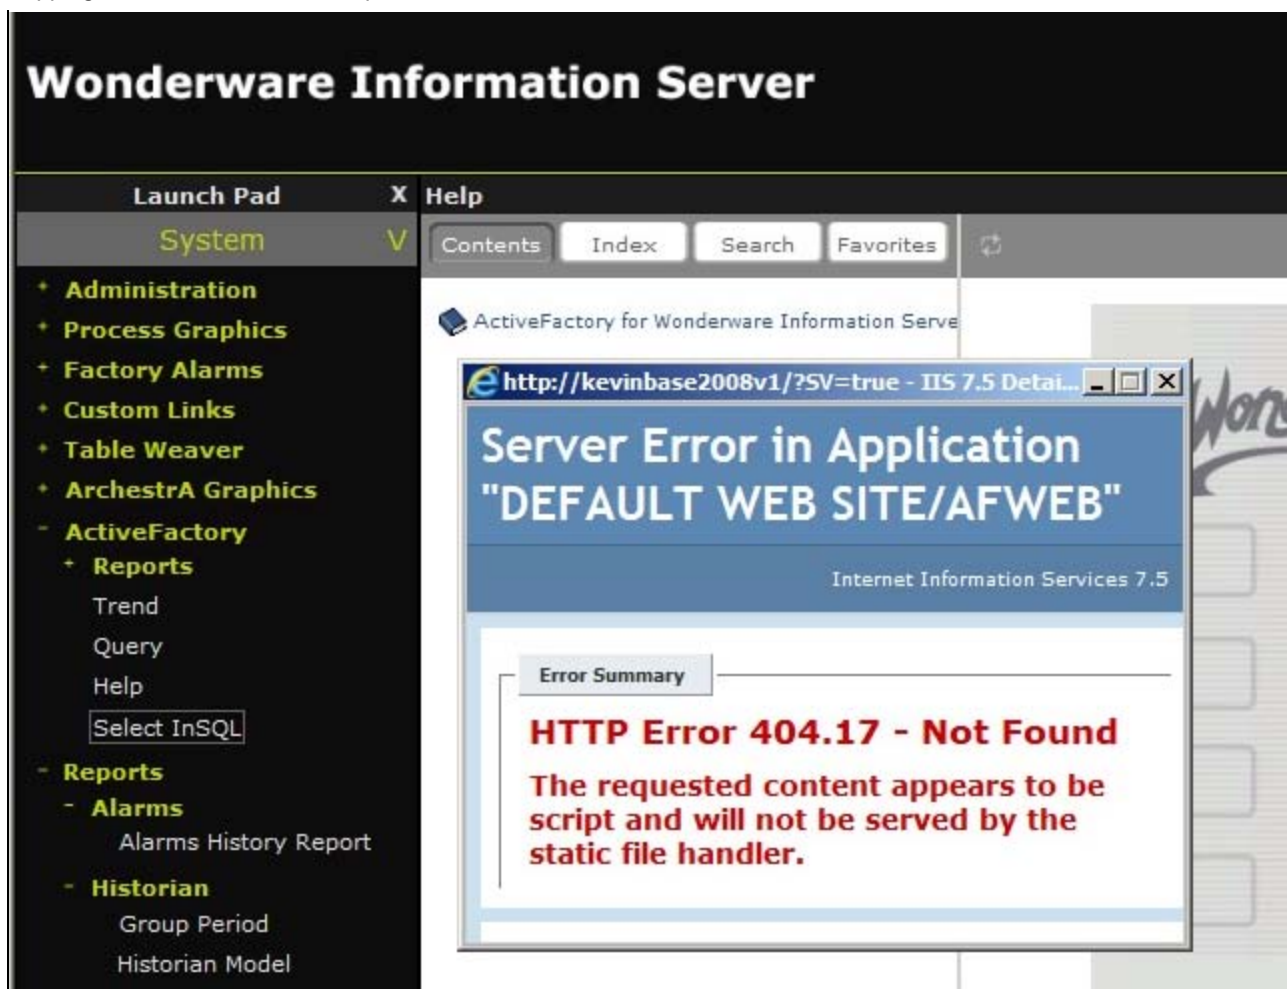 Wonderware Information Server
Launch Pad X
Help
System V
Contents Index Search Favorites
+ Administration
+ Process Graphics
+ Factory Alarms
+ Custom Links
+ Table Weaver
+ ArchestrA Graphics
- ActiveFactory
+ Reports
Trend
Query
Help
Select InSQL
- Reports
- Alarms
Alarms History Report
- Historian
Group Period
Historian Model
ActiveFactory for Wonderware Information Serve
http://kevinbase2008v1/?SV=true - IIS 7.5 Detai...
Server Error in Application
"DEFAULT WEB SITE/AFWEB"
Internet Information Services 7.5
Error Summary
HTTP Error 404.17 - Not Found
The requested content appears to be
script and will not be served by the
static file handler.
Won